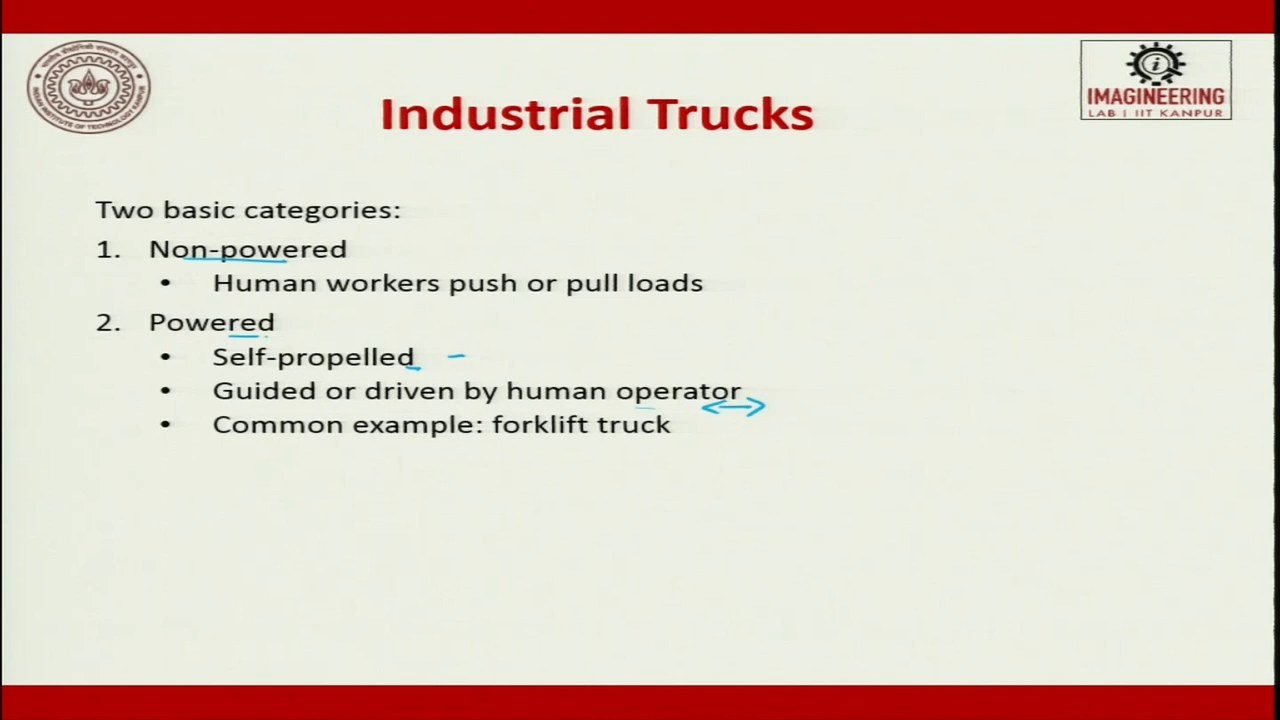 IMAGINEERING
LAB | IIT KANPUR
Industrial Trucks
Two basic categories:
1. Non-powered
• Human workers push or pull loads
2. Powered
• Self-propelled
• Guided or driven by human operator
• Common example: forklift truck